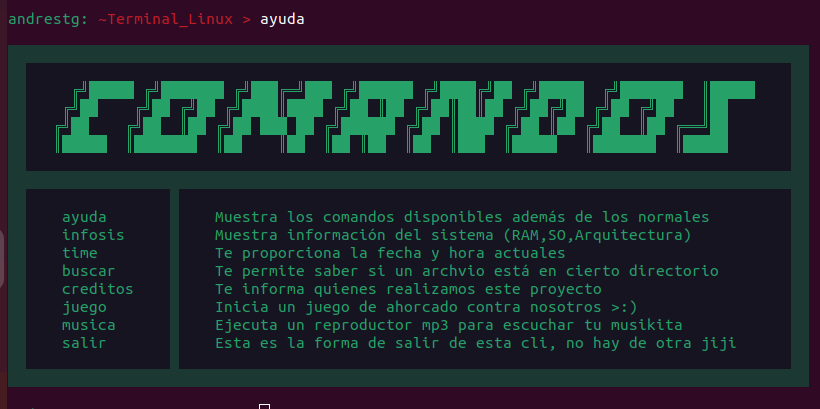 andrestg: ~Terminal_Linux > ayuda
COMANDOS
ayuda Muestra los comandos disponibles además de los normales
infosis Muestra información del sistema (RAM,SO,Arquitectura)
time Te proporciona la fecha y hora actuales
buscar Te permite saber si un archvio está en cierto directorio
creditos Te informa quienes realizamos este proyecto
juego Inicia un juego de ahorcado contra nosotros >:)
musica Ejecuta un reproductor mp3 para escuchar tu musikita
salir Esta es la forma de salir de esta cli, no hay de otra jiji